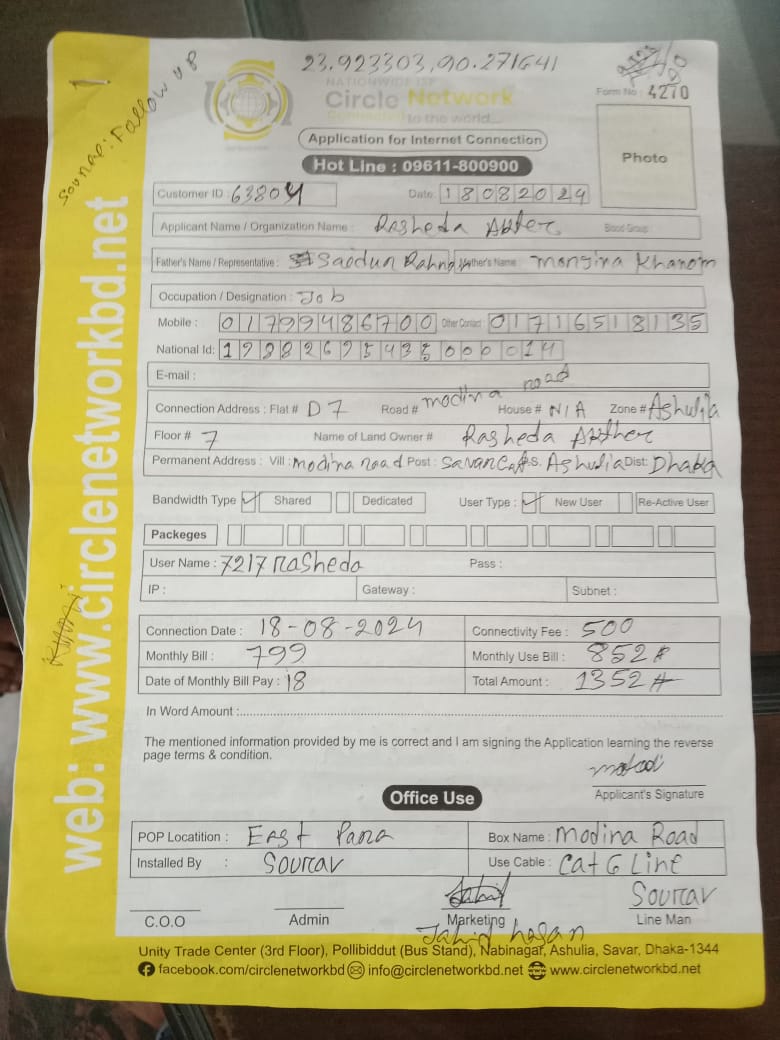 23.923303,90.271641
Sourav: Follow up
NATIONWIDE ISP
Circle Network
Connected to the world...
Form No : 4270
Application for Internet Connection
Hot Line : 09611-800900
Photo
Customer ID 63804 Date: 18082024
Applicant Name / Organization Name : Rasheda Akter Blood Group
Father's Name / Representative : Saodun Rahman Mother's Name : monjira Khanom
Occupation / Designation : Job
Mobile : 01799486700 Other Contact 01716518135
National Id:
E-mail :
Connection Address : Flat # D7 Road # modina road House # N/A Zone # Ashulia
Floor # 7 Name of Land Owner # Rasheda Akther
Permanent Address : Vill : modina road Post : P.S. Ashulia Dist: Dhaka
Bandwidth Type Shared Dedicated User Type : New User Re-Active User
Packeges
User Name : 7217 rasheda Pass :
IP : Gateway : Subnet :
Connection Date : 18-08-2024 Connectivity Fee : 500
Monthly Bill : 799 Monthly Use Bill : 852#
Date of Monthly Bill Pay : 18 Total Amount : 1352#
In Word Amount :
The mentioned information provided by me is correct and I am signing the Application learning the reverse
page terms & condition.
Applicant's Signature
Office Use
POP Locatition : East Para Box Name : Modina Road
Installed By : Sourav Use Cable : Cat 6 Line
Sourav
C.O.O Admin Marketing Line Man
Jahid hasan
Unity Trade Center (3rd Floor), Pollibiddut (Bus Stand), Nabinagar, Ashulia, Savar, Dhaka-1344
facebook.com/circlenetworkbd info@circlenetworkbd.net www.circlenetworkbd.net
web: www.circlenetworkbd.net